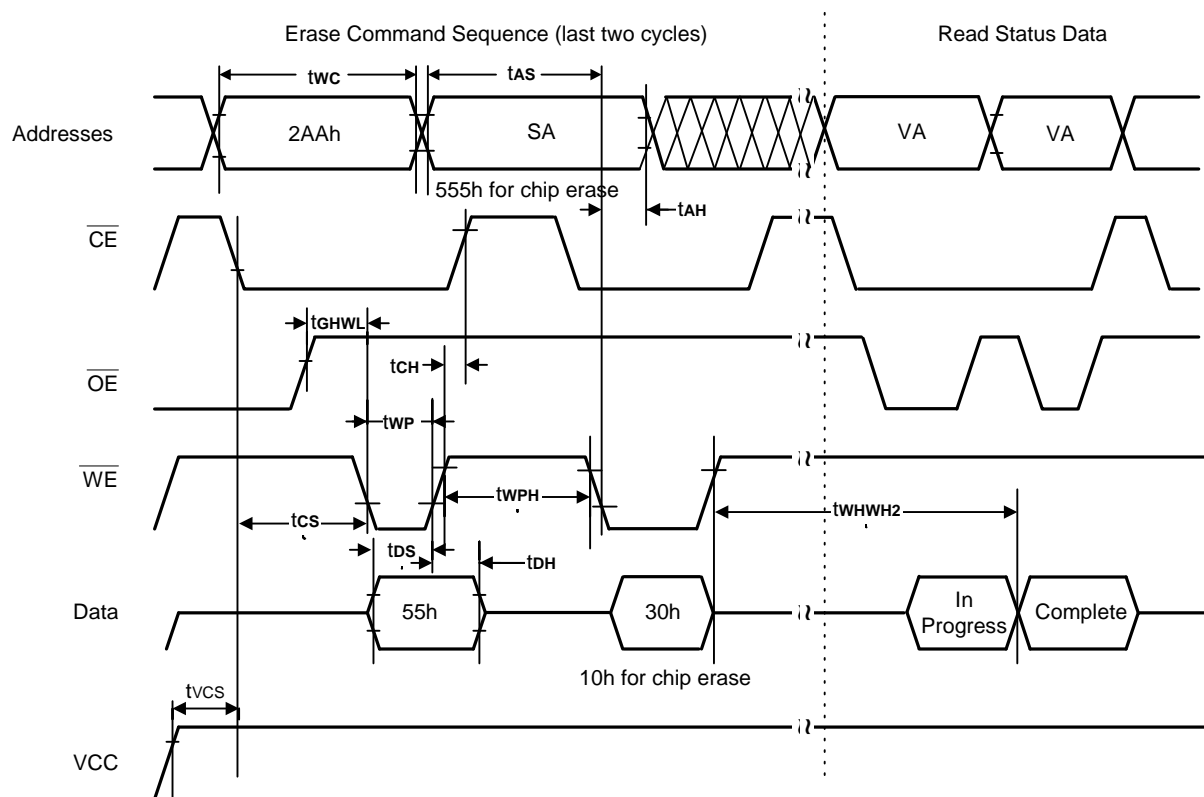 Erase Command Sequence (last two cycles)
Read Status Data
tWC
tAS
Addresses
2AAh
SA
VA
VA
555h for chip erase
tAH
CE
tGHWL
OE
tCH
tWP
WE
tWPH
tCS
tWHWH2
tDS
tDH
Data
55h
30h
In
Progress
Complete
10h for chip erase
tVCS
VCC